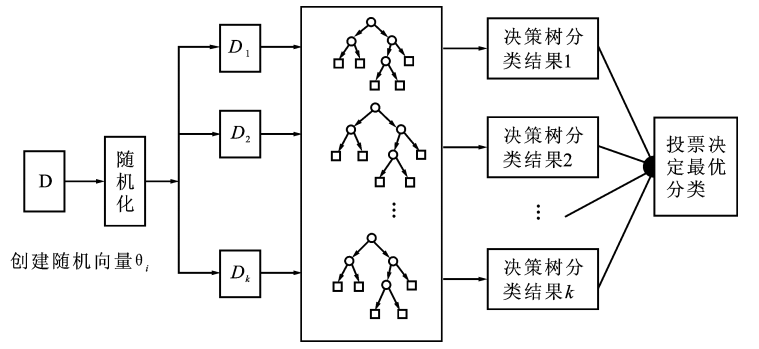 D
随
机
化
创建随机向量θi
D1
D2
Dk
⋮
决策树分
类结果1
决策树分
类结果2
⋮
决策树分
类结果k
投票决
定最优
分类